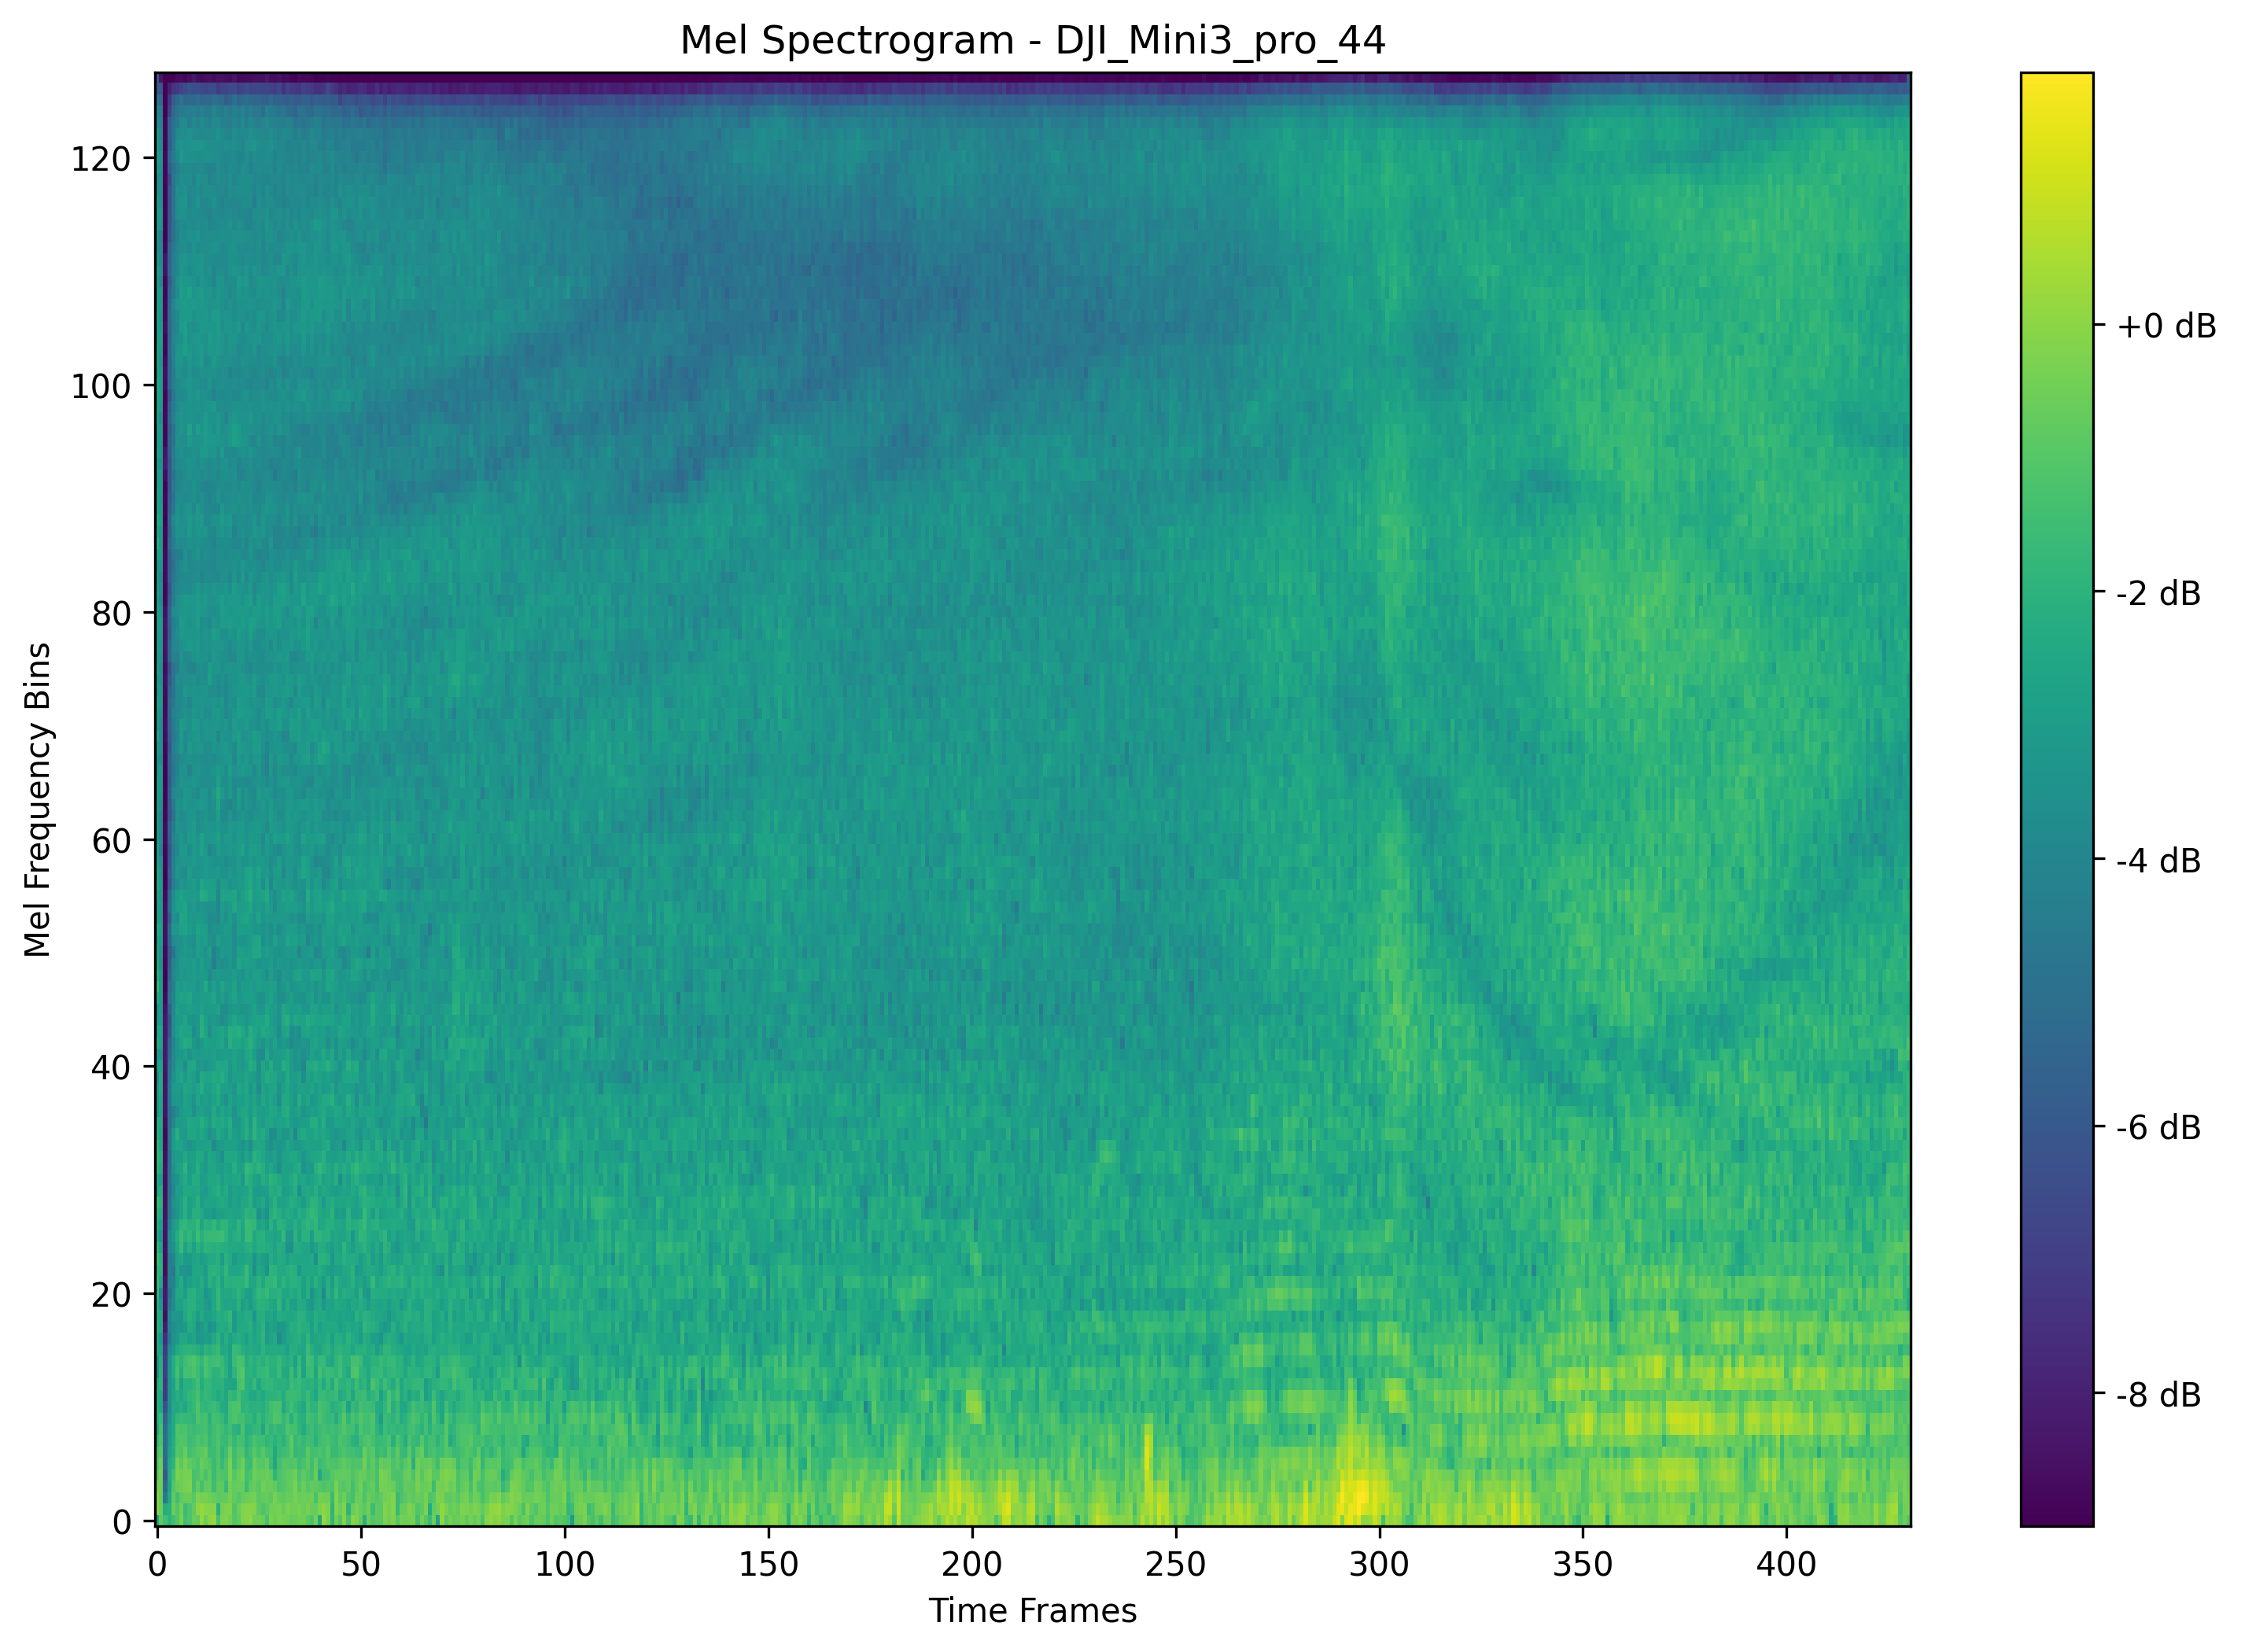 Mel Spectrogram - DJI_Mini3_pro_44
Mel Frequency Bins
120
100
80
60
40
20
0
0 50 100 150 200 250 300 350 400
Time Frames
+0 dB
-2 dB
-4 dB
-6 dB
-8 dB